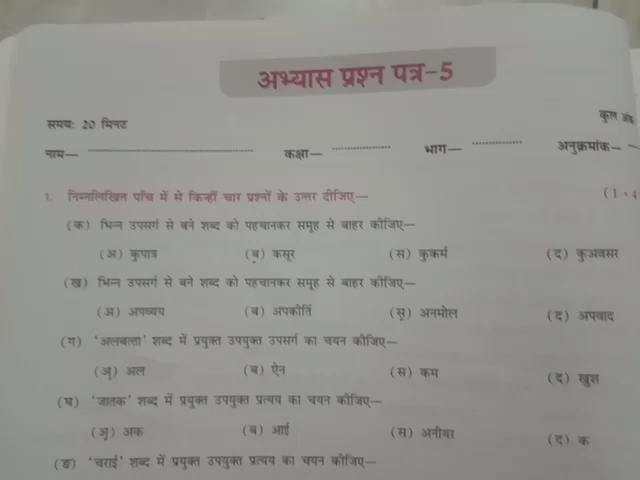 अभ्यास प्रश्न पत्र-5
समय: 20 मिनट कुल अंक
नाम— कक्षा— भाग— अनुक्रमांक—
1. निम्नलिखित पाँच में से किन्हीं चार प्रश्नों के उत्तर दीजिए— (1 × 4
(क) भिन्न उपसर्ग से बने शब्द को पहचानकर समूह से बाहर कीजिए—
(अ) कुपात्र (ब) कसूर (स) कुकर्म (द) कुअवसर
(ख) भिन्न उपसर्ग से बने शब्द को पहचानकर समूह से बाहर कीजिए—
(अ) अपव्यय (ब) अपकीर्ति (स) अनमोल (द) अपवाद
(ग) 'अलबत्ता' शब्द में प्रयुक्त उपयुक्त उपसर्ग का चयन कीजिए—
(अ) अल (ब) ऐन (स) कम (द) खुश
(घ) 'जातक' शब्द में प्रयुक्त उपयुक्त प्रत्यय का चयन कीजिए—
(अ) अक (ब) आई (स) अनीयर (द) क
(ङ) 'चराई' शब्द में प्रयुक्त उपयुक्त प्रत्यय का चयन कीजिए—